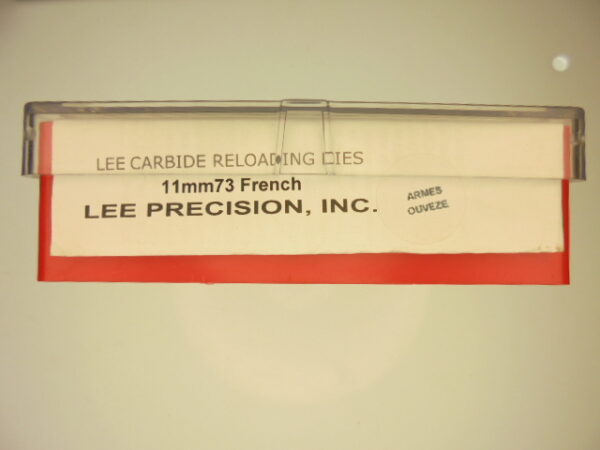 LEE CARBIDE RELOADING DIES
11mm73 French
LEE PRECISION, INC.
ARMES
OUVEZE